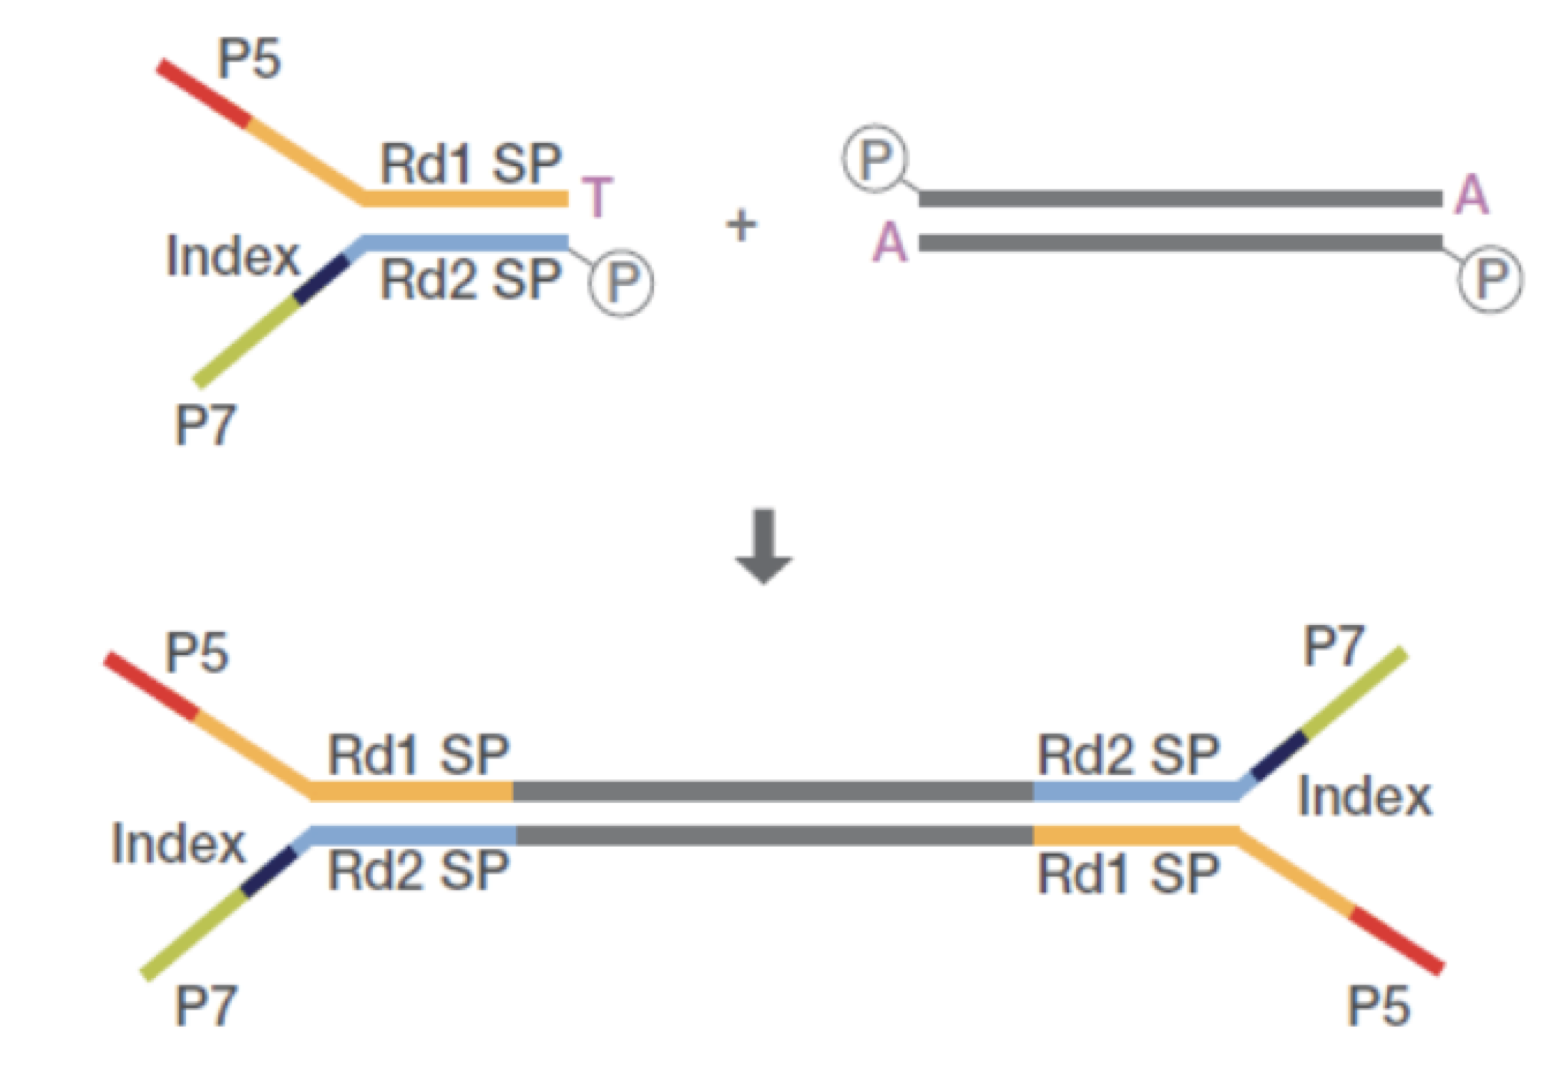 P5
Rd1 SP T
Index
Rd2 SP P
P7
+
P
A
A
P
P5
Rd1 SP
Index
Rd2 SP
P7
P7
Rd2 SP
Index
Rd1 SP
P5